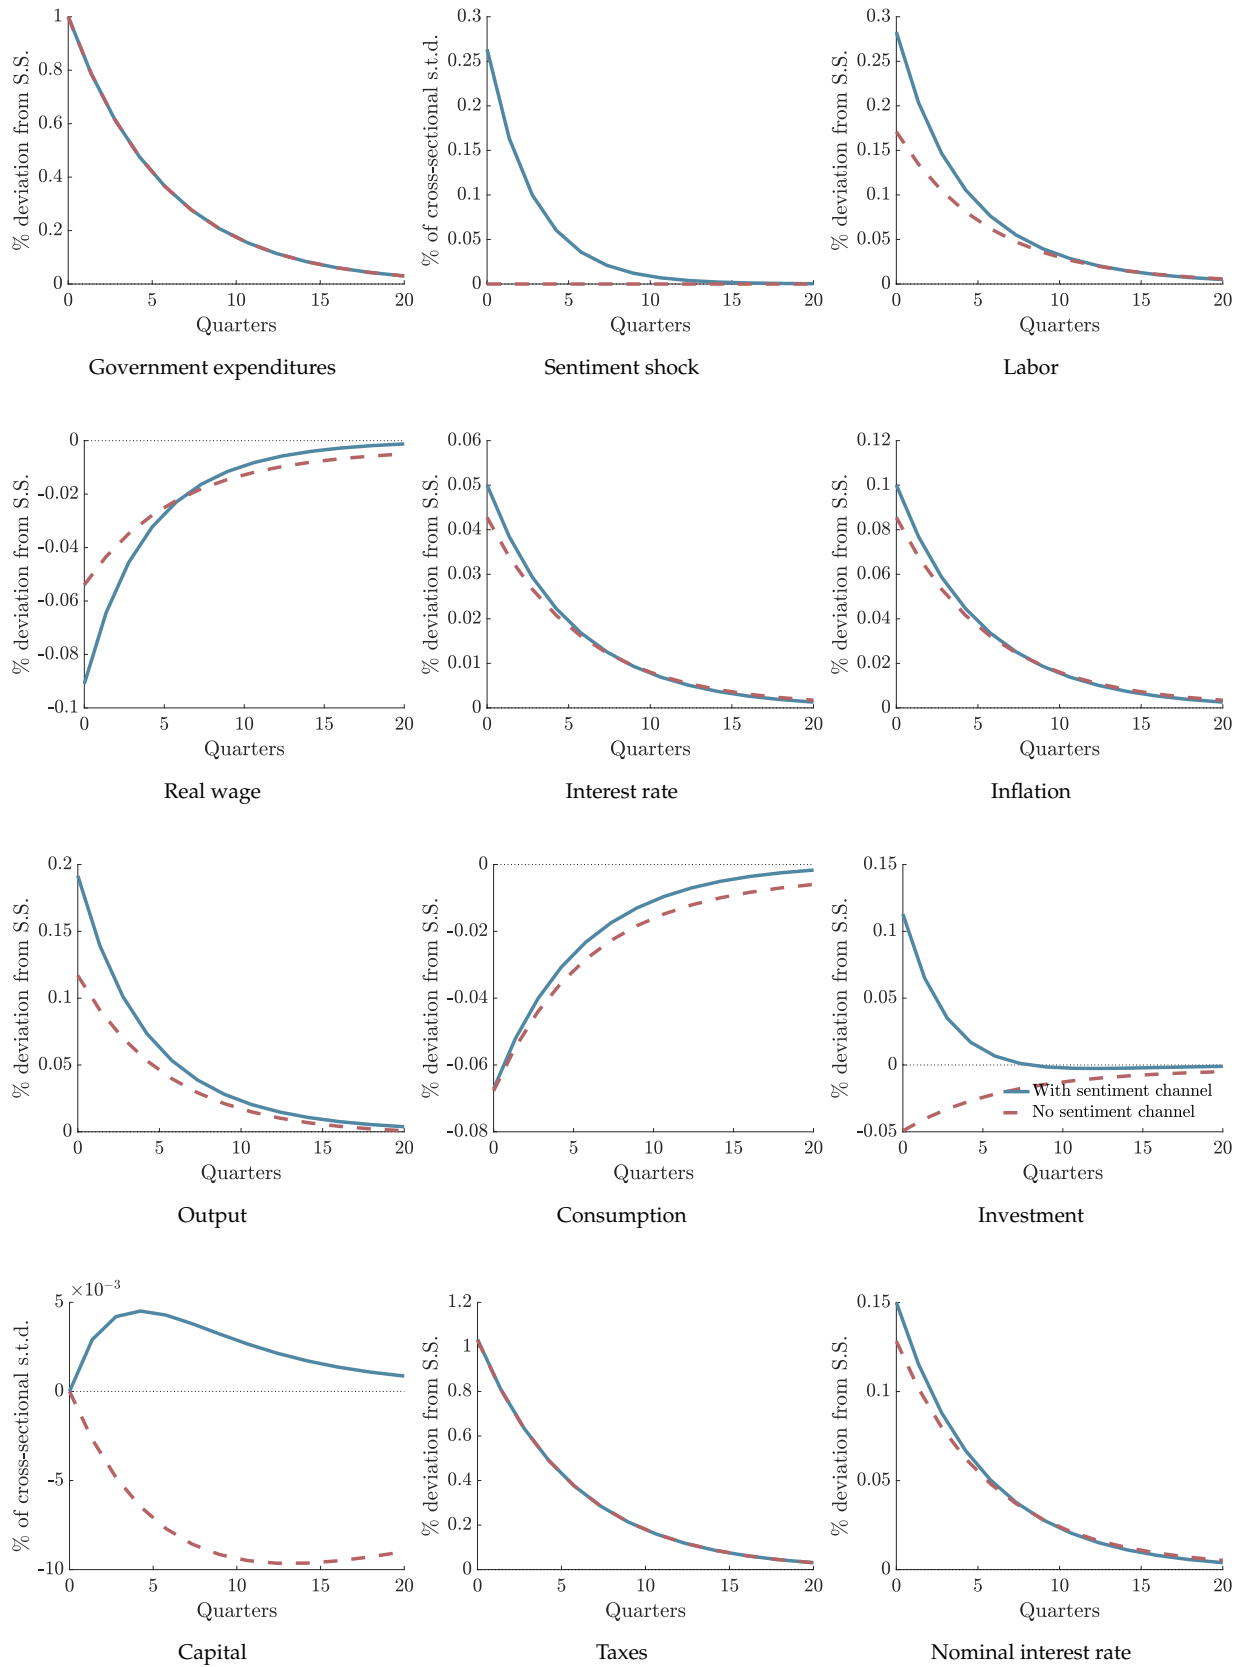 % deviation from S.S.
1
0.8
0.6
0.4
0.2
0
0 5 10 15 20
Quarters
Government expenditures
% of cross-sectional s.t.d.
0.3
0.25
0.2
0.15
0.1
0.05
0
0 5 10 15 20
Quarters
Sentiment shock
% deviation from S.S.
0.3
0.25
0.2
0.15
0.1
0.05
0
0 5 10 15 20
Quarters
Labor
% deviation from S.S.
0
-0.02
-0.04
-0.06
-0.08
-0.1
0 5 10 15 20
Quarters
Real wage
% deviation from S.S.
0.06
0.05
0.04
0.03
0.02
0.01
0
0 5 10 15 20
Quarters
Interest rate
% deviation from S.S.
0.12
0.1
0.08
0.06
0.04
0.02
0
0 5 10 15 20
Quarters
Inflation
% deviation from S.S.
0.2
0.15
0.1
0.05
0
0 5 10 15 20
Quarters
Output
% deviation from S.S.
0
-0.02
-0.04
-0.06
-0.08
0 5 10 15 20
Quarters
Consumption
% deviation from S.S.
0.15
0.1
0.05
0
-0.05
With sentiment channel
No sentiment channel
0 5 10 15 20
Quarters
Investment
% of cross-sectional s.t.d.
×10⁻³
5
0
-5
-10
0 5 10 15 20
Quarters
Capital
% deviation from S.S.
1.2
1
0.8
0.6
0.4
0.2
0
0 5 10 15 20
Quarters
Taxes
% deviation from S.S.
0.15
0.1
0.05
0
0 5 10 15 20
Quarters
Nominal interest rate